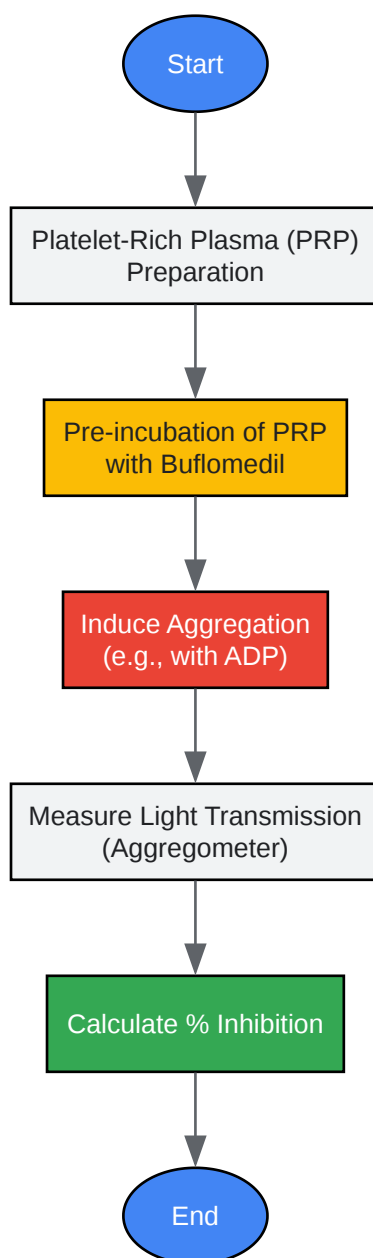 Start
Platelet-Rich Plasma (PRP)
Preparation
Pre-incubation of PRP
with Buflomedil
Induce Aggregation
(e.g., with ADP)
Measure Light Transmission
(Aggregometer)
Calculate % Inhibition
End